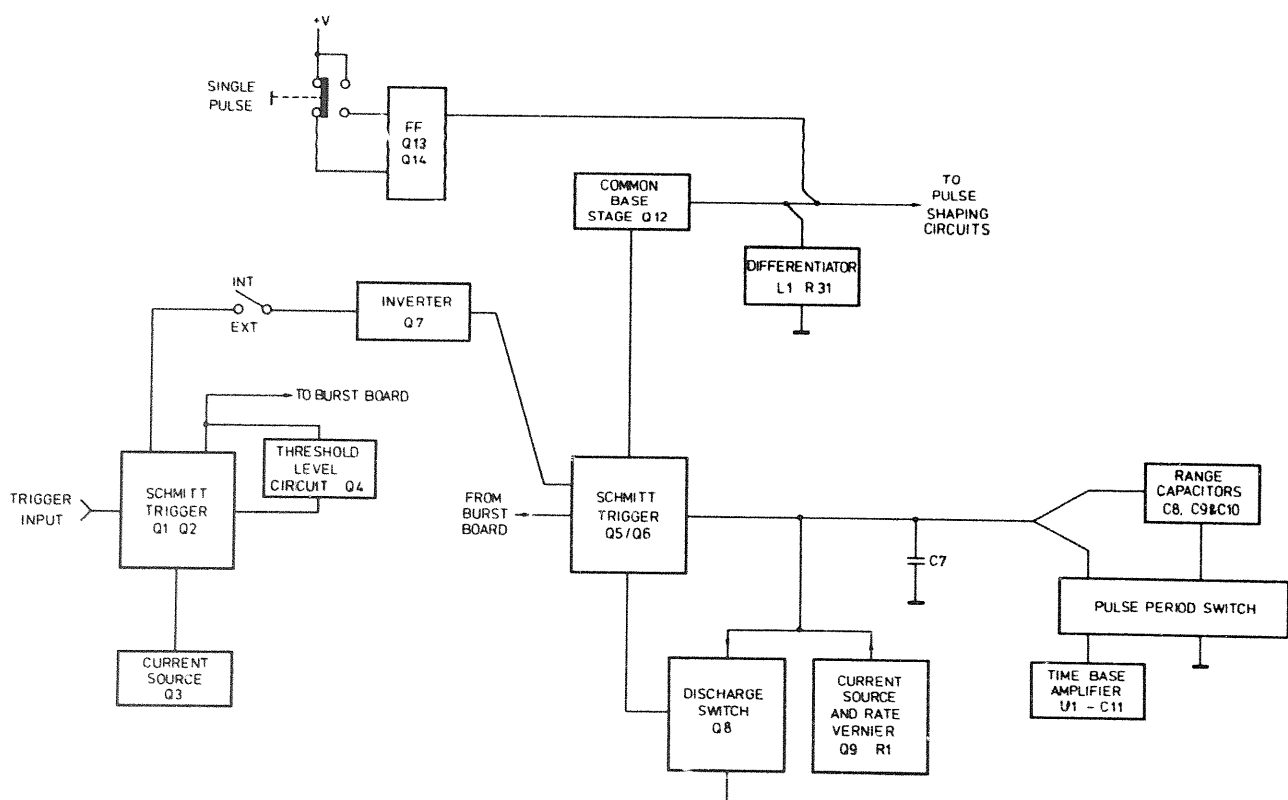 +V
SINGLE
PULSE
FF
Q13
Q14
COMMON
BASE
STAGE Q12
TO
PULSE
SHAPING
CIRCUITS
DIFFERENTIATOR
L1 R31
INT
EXT
INVERTER
Q7
TO BURST BOARD
THRESHOLD
LEVEL
CIRCUIT Q4
TRIGGER
INPUT
SCHMITT
TRIGGER
Q1 Q2
CURRENT
SOURCE
Q3
FROM
BURST
BOARD
SCHMITT
TRIGGER
Q5/Q6
C7
RANGE
CAPACITORS
C8, C9&C10
PULSE PERIOD SWITCH
TIME BASE
AMPLIFIER
U1 - C11
DISCHARGE
SWITCH
Q8
CURRENT
SOURCE
AND RATE
VERNIER
Q9 R1